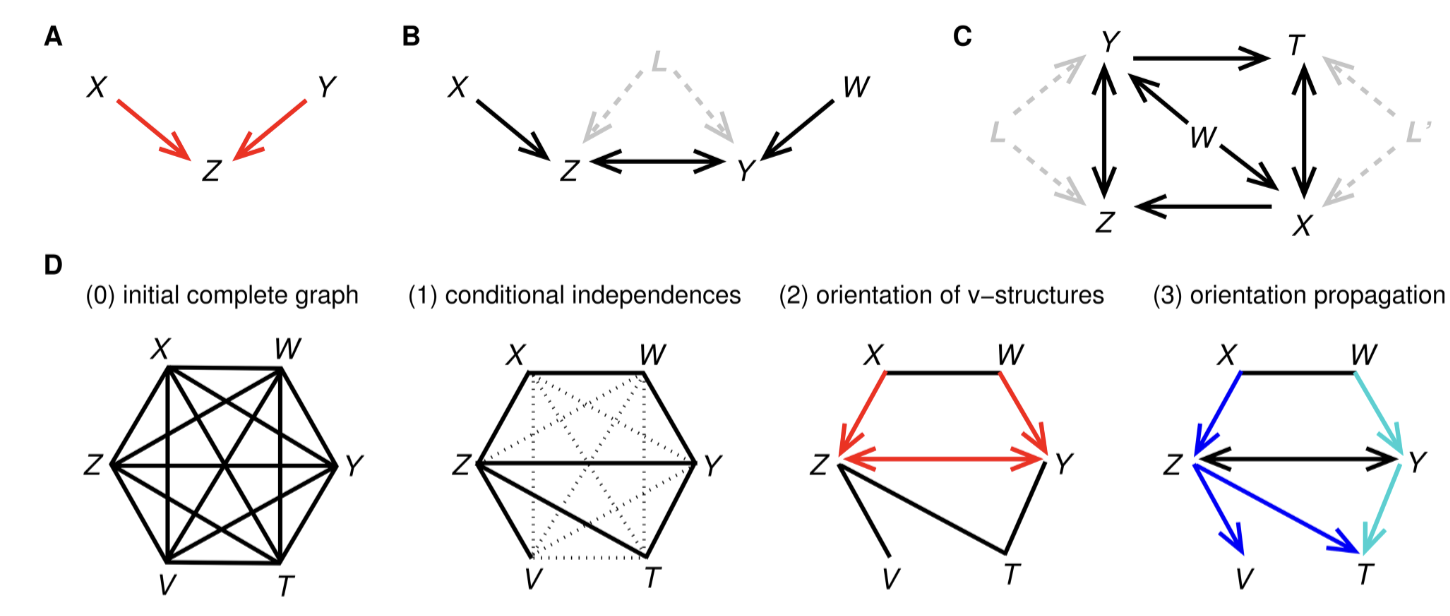 A
X
Y
Z
B
L
X
W
Z
Y
C
Y
T
L
W
L’
Z
X
D
(0) initial complete graph
(1) conditional independences
(2) orientation of v−structures
(3) orientation propagation
X W
Z Y
V T
X W
Z Y
V T
X W
Z Y
V T
X W
Z Y
V T